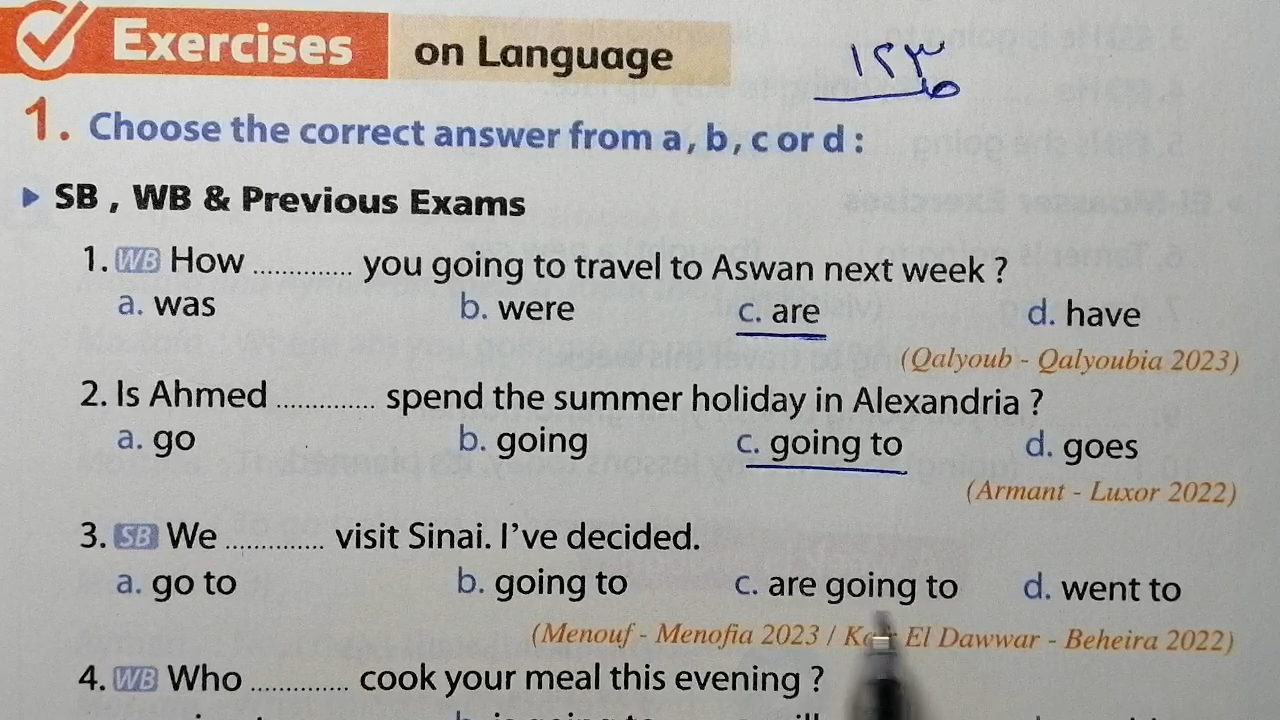 Exercises on Language
١٢٣ ص
1. Choose the correct answer from a, b, c or d :
SB , WB & Previous Exams
1. WB How ............. you going to travel to Aswan next week ?
a. was b. were c. are d. have
(Qalyoub - Qalyoubia 2023)
2. Is Ahmed ............. spend the summer holiday in Alexandria ?
a. go b. going c. going to d. goes
(Armant - Luxor 2022)
3. SB We ............. visit Sinai. I've decided.
a. go to b. going to c. are going to d. went to
(Menouf - Menofia 2023 / El Dawwar - Beheira 2022)
4. WB Who ............. cook your meal this evening ?